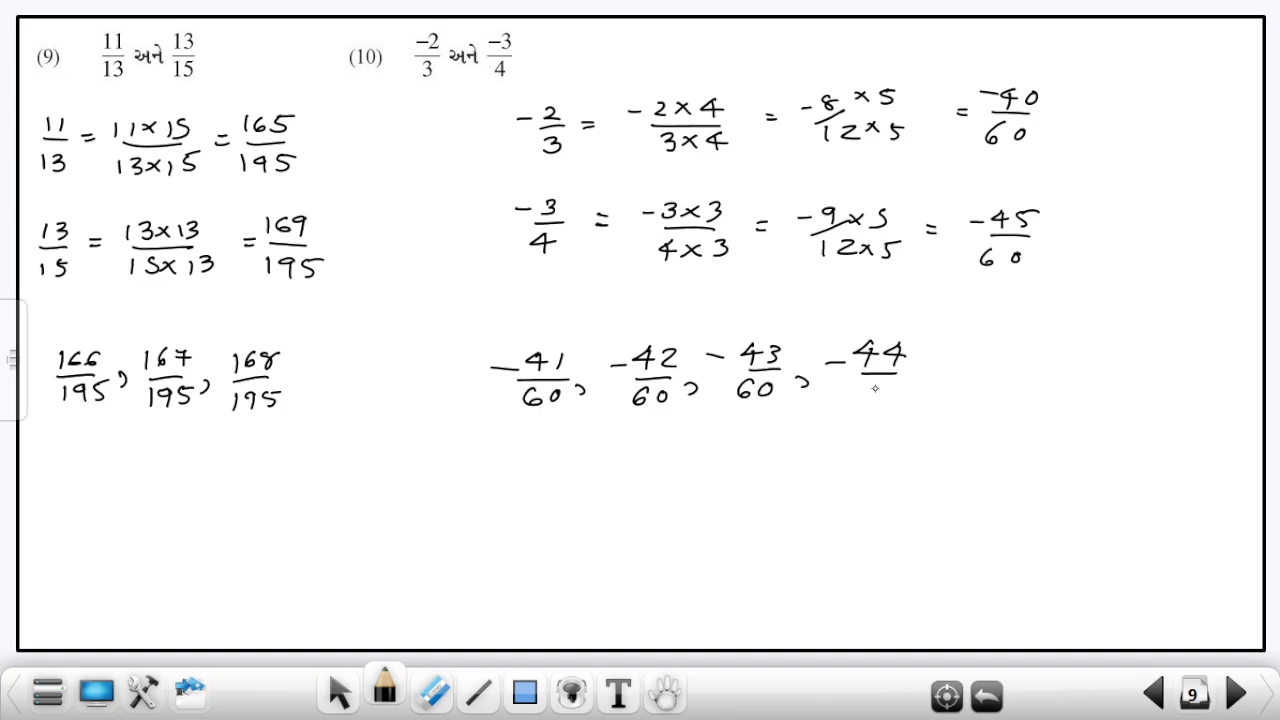 (9) 11/13 અને 13/15 (10) -2/3 અને -3/4
11/13 = 11×15/13×15 = 165/195
-2/3 = -2×4/3×4 = -8×5/12×5 = -40/60
13/15 = 13×13/15×13 = 169/195
-3/4 = -3×3/4×3 = -9×5/12×5 = -45/60
166/195, 167/195, 168/195
-41/60, -42/60, -43/60, -44/
T 9